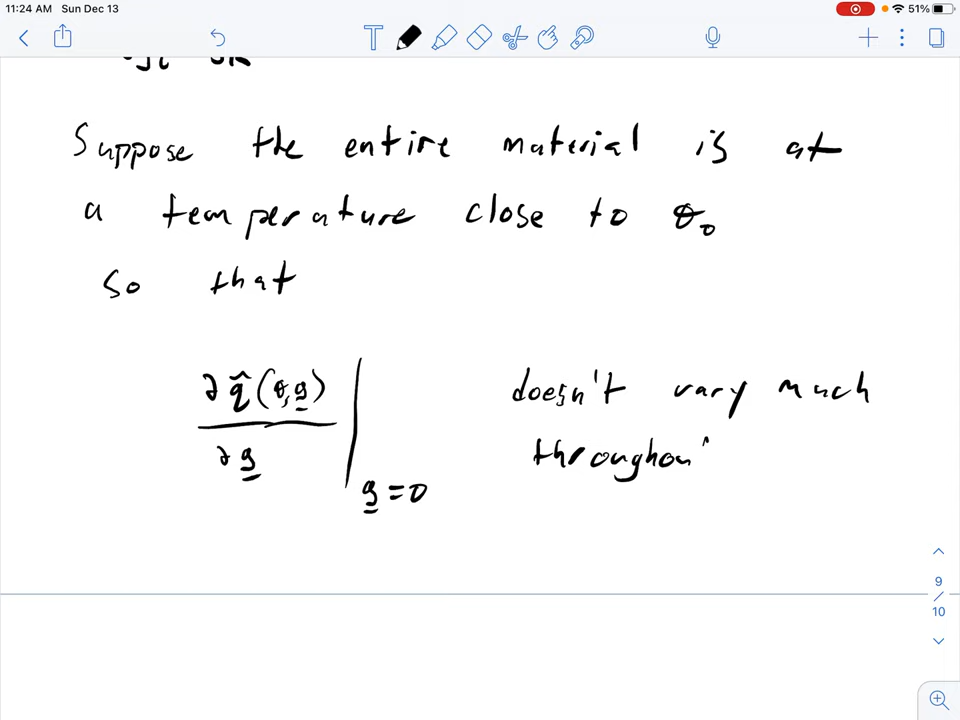 11:24 AM Sun Dec 13
51%
Suppose the entire material is at
a temperature close to θ₀
so that
∂q̂(θ,g)
∂g
g=0
doesn't vary much
throughou
9
/
10